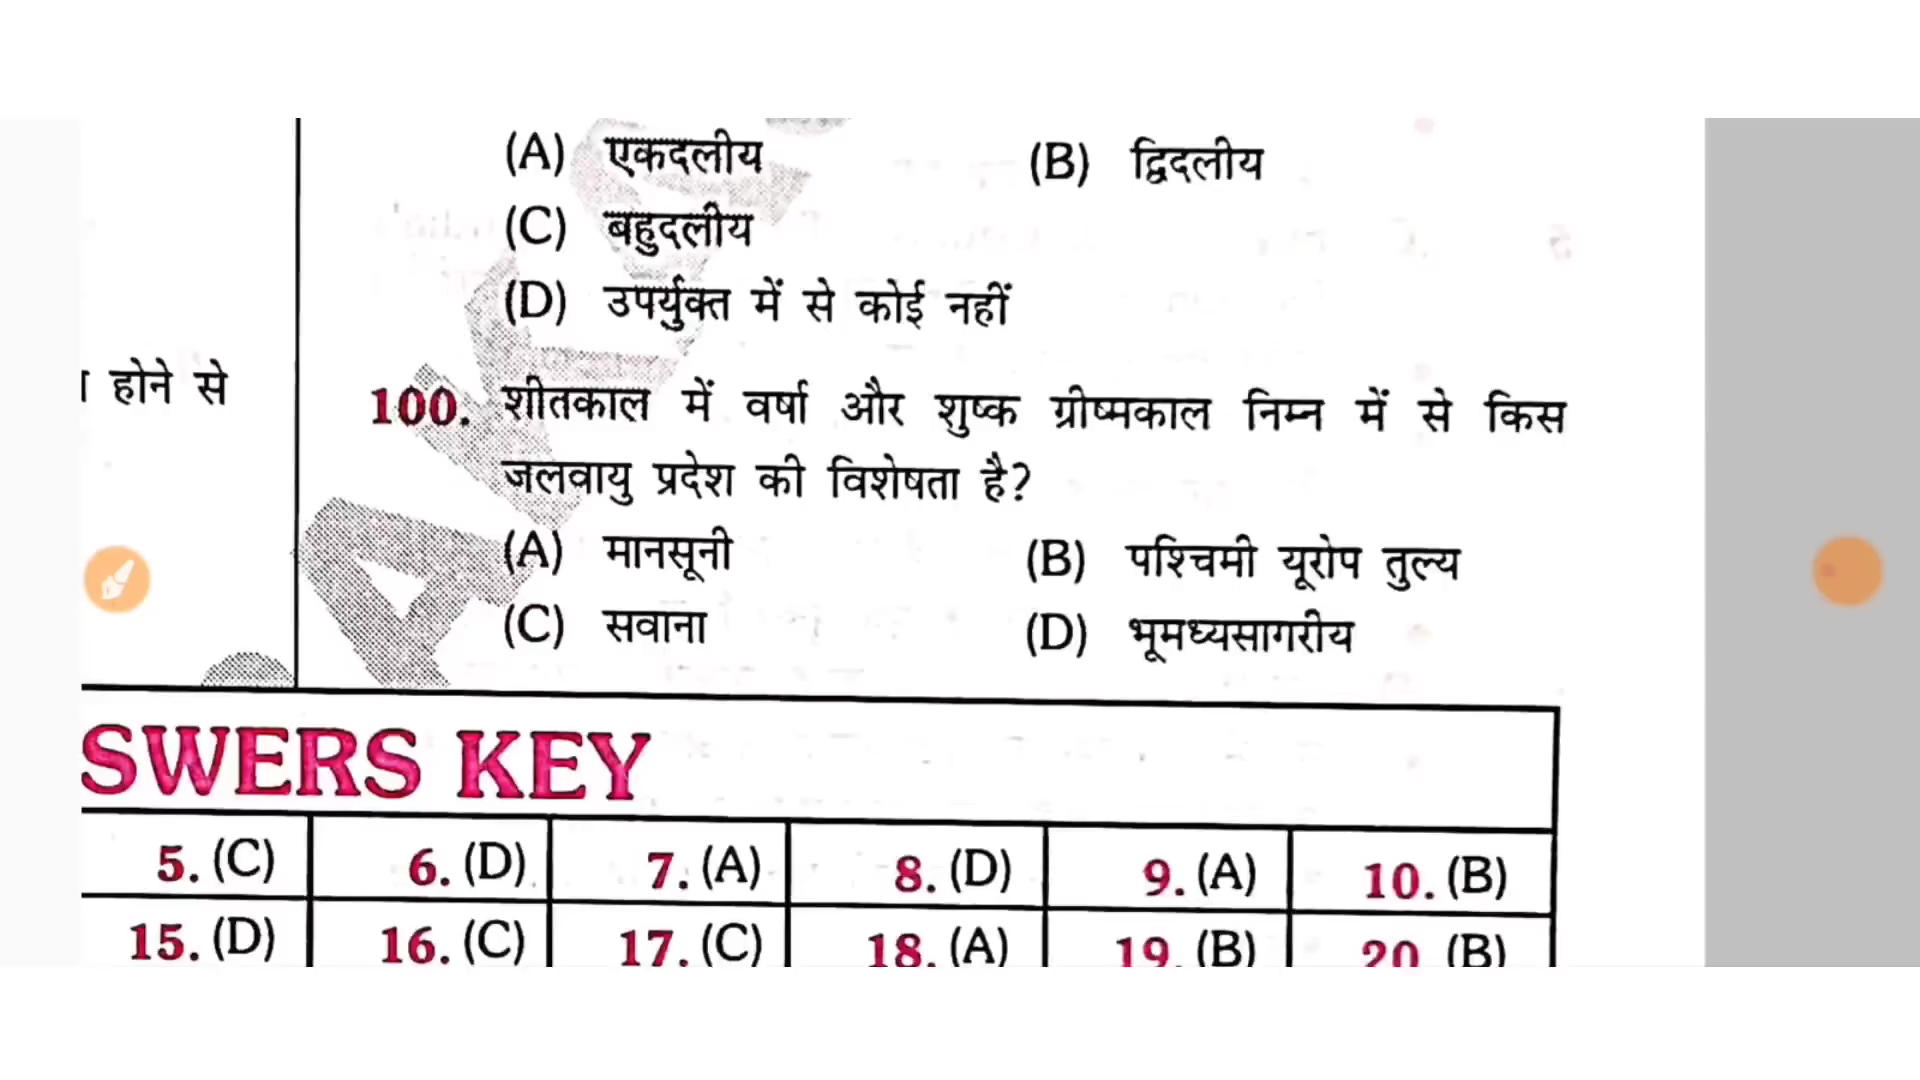 (A) एकदलीय (B) द्विदलीय
(C) बहुदलीय
(D) उपर्युक्त में से कोई नहीं
होने से
100. शीतकाल में वर्षा और शुष्क ग्रीष्मकाल निम्न में से किस
जलवायु प्रदेश की विशेषता है?
(A) मानसूनी (B) पश्चिमी यूरोप तुल्य
(C) सवाना (D) भूमध्यसागरीय
SWERS KEY
5. (C) 6. (D) 7. (A) 8. (D) 9. (A) 10. (B)
15. (D) 16. (C) 17. (C) 18. (A) 19. (B) 20 (B)